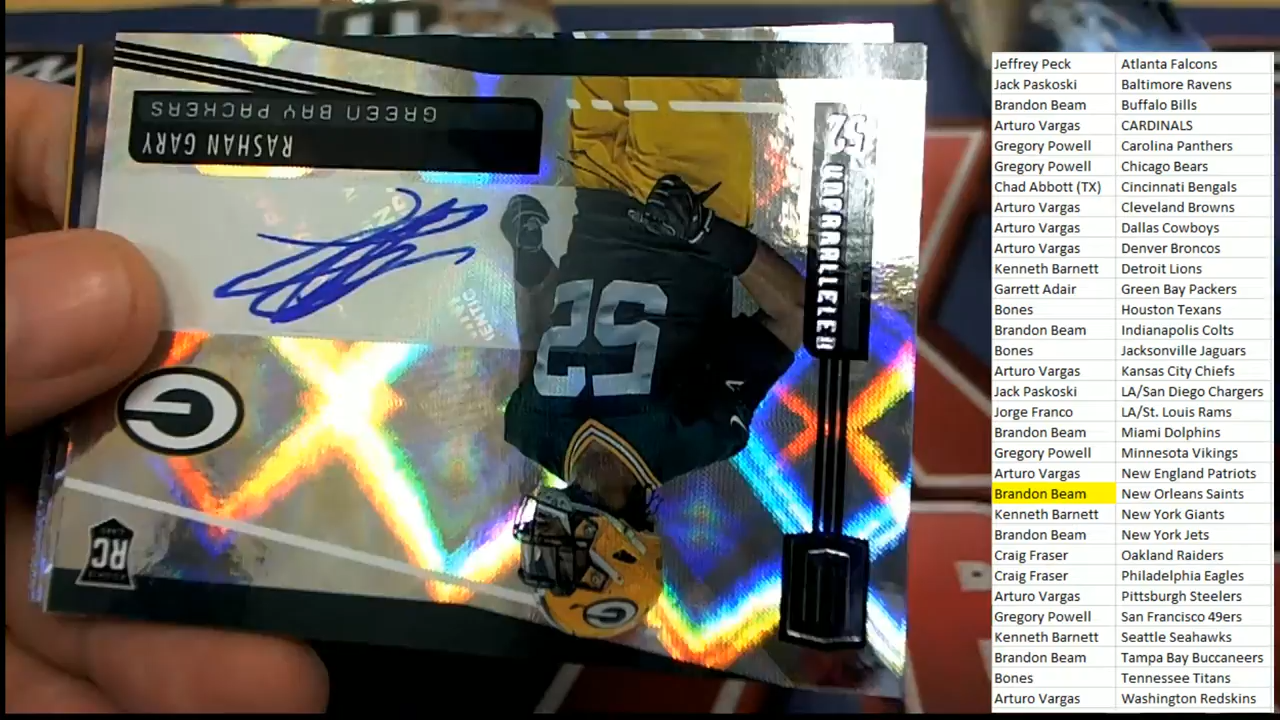 GREEN BAY PACKERS
RASHAN GARY
52
UNPARALLELED
52
G
RC
G
Jeffrey Peck Atlanta Falcons
Jack Paskoski Baltimore Ravens
Brandon Beam Buffalo Bills
Arturo Vargas CARDINALS
Gregory Powell Carolina Panthers
Gregory Powell Chicago Bears
Chad Abbott (TX) Cincinnati Bengals
Arturo Vargas Cleveland Browns
Arturo Vargas Dallas Cowboys
Arturo Vargas Denver Broncos
Kenneth Barnett Detroit Lions
Garrett Adair Green Bay Packers
Bones Houston Texans
Brandon Beam Indianapolis Colts
Bones Jacksonville Jaguars
Arturo Vargas Kansas City Chiefs
Jack Paskoski LA/San Diego Chargers
Jorge Franco LA/St. Louis Rams
Brandon Beam Miami Dolphins
Gregory Powell Minnesota Vikings
Arturo Vargas New England Patriots
Brandon Beam New Orleans Saints
Kenneth Barnett New York Giants
Brandon Beam New York Jets
Craig Fraser Oakland Raiders
Craig Fraser Philadelphia Eagles
Arturo Vargas Pittsburgh Steelers
Gregory Powell San Francisco 49ers
Kenneth Barnett Seattle Seahawks
Brandon Beam Tampa Bay Buccaneers
Bones Tennessee Titans
Arturo Vargas Washington Redskins